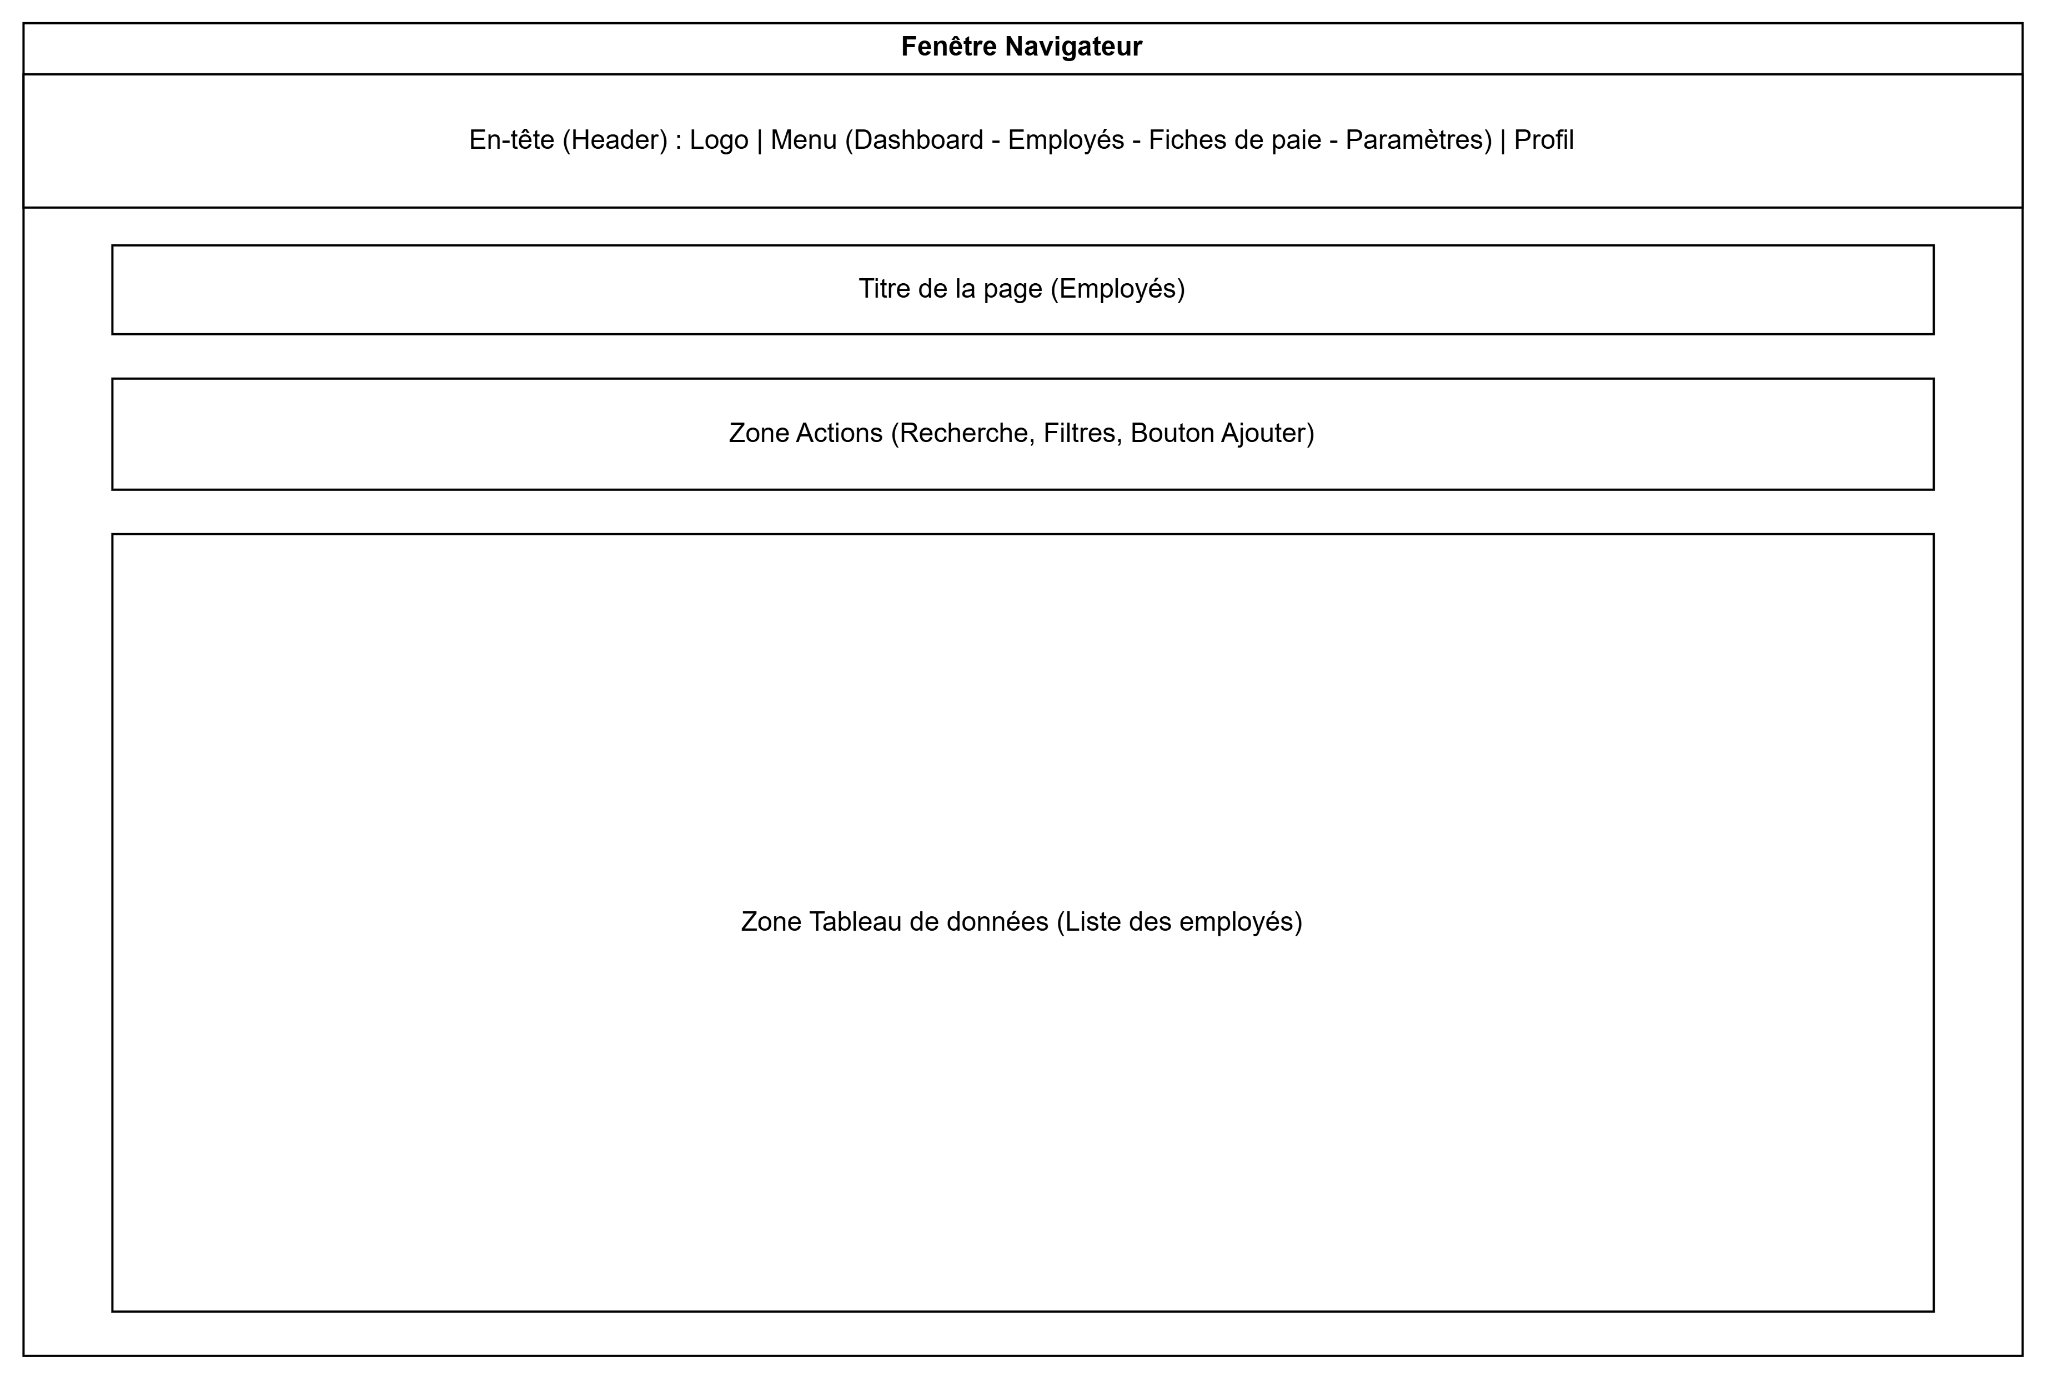 Fenêtre Navigateur
En-tête (Header) : Logo | Menu (Dashboard - Employés - Fiches de paie - Paramètres) | Profil
Titre de la page (Employés)
Zone Actions (Recherche, Filtres, Bouton Ajouter)
Zone Tableau de données (Liste des employés)